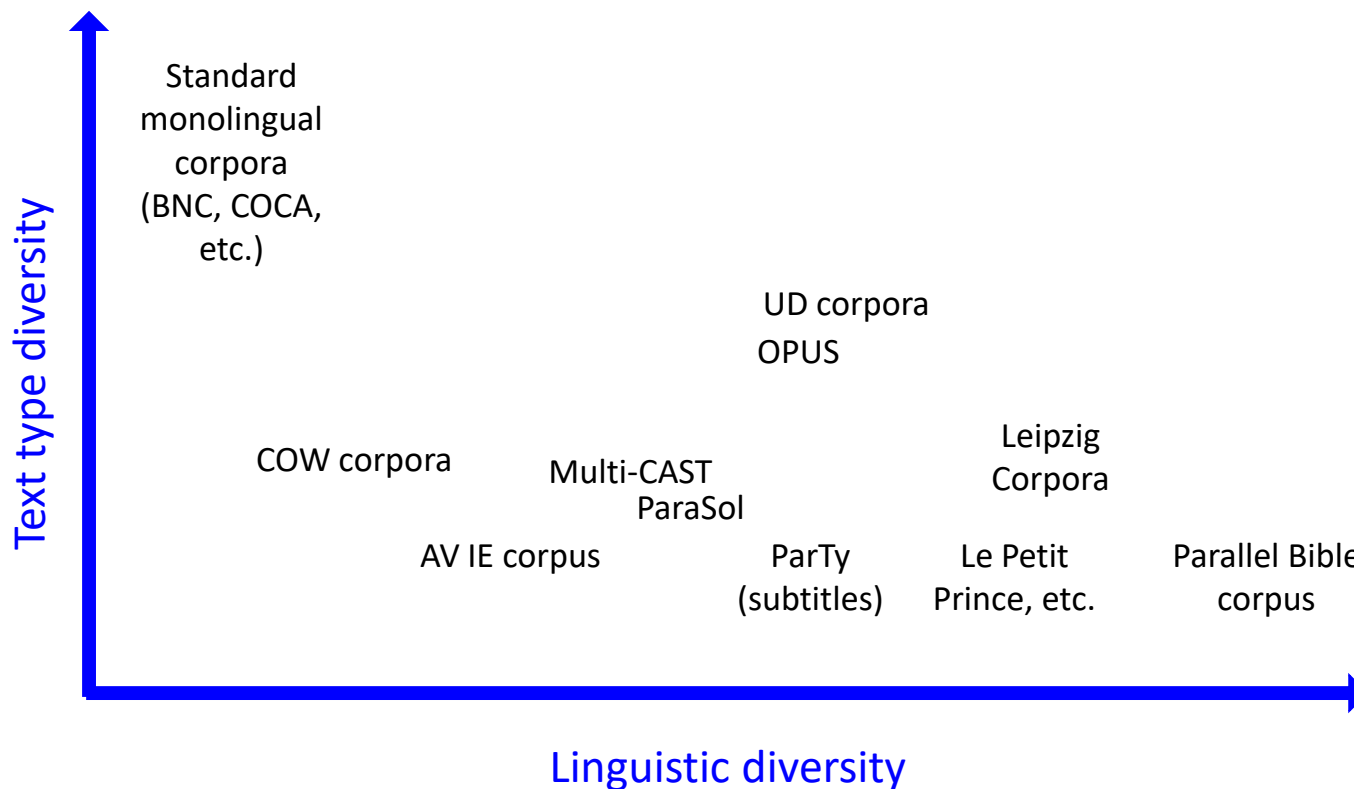 Standard
monolingual
corpora
(BNC, COCA,
etc.)
Text type diversity
UD corpora
OPUS
COW corpora
Multi-CAST
ParaSol
Leipzig
Corpora
AV IE corpus
ParTy
(subtitles)
Le Petit
Prince, etc.
Parallel Bible
corpus
Linguistic diversity